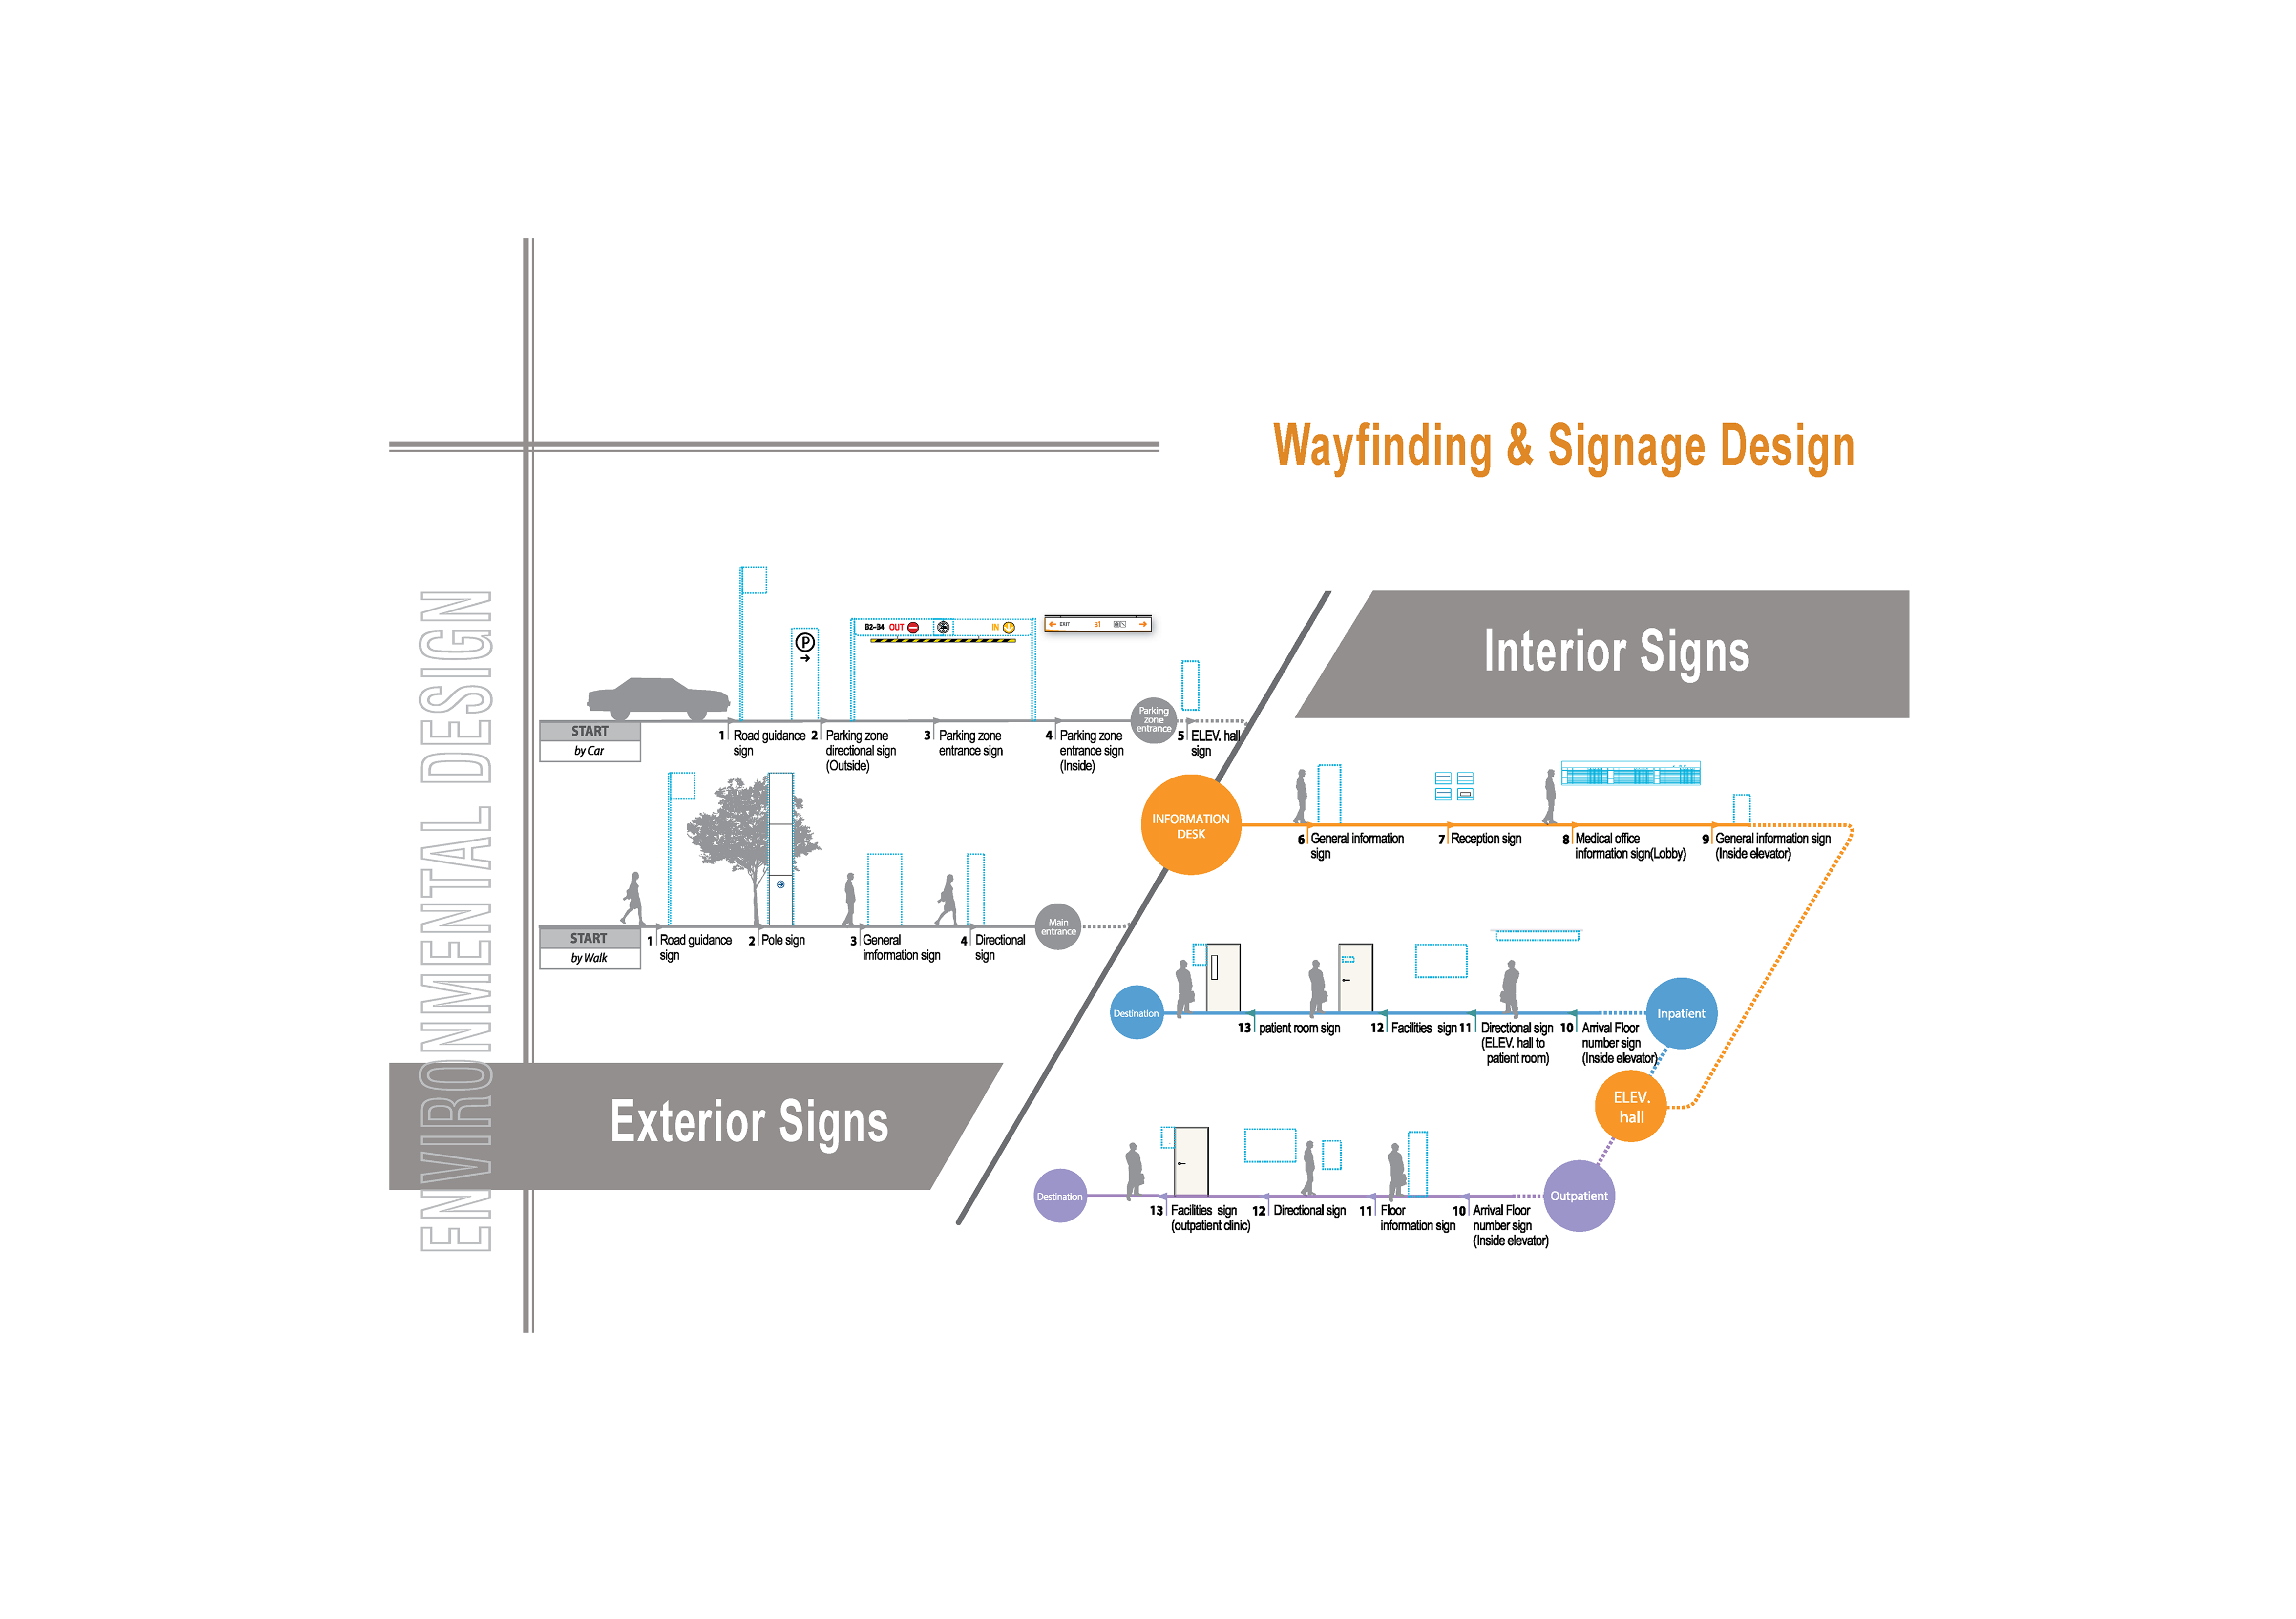 Wayfinding & Signage Design
ENVIRONMENTAL DESIGN
Interior Signs
Exterior Signs
B2-B4 OUT IN
P
EXIT
START
by Car
1 Road guidance
sign
2 Parking zone
directional sign
(Outside)
3 Parking zone
entrance sign
4 Parking zone
entrance sign
(Inside)
Parking
zone
entrance
5 ELEV. hall
sign
START
by Walk
1 Road guidance
sign
2 Pole sign
3 General
imformation sign
4 Directional
sign
Main
entrance
INFORMATION
DESK
6 General information
sign
7 Reception sign
8 Medical office
information sign(Lobby)
9 General information sign
(Inside elevator)
Destination
13 patient room sign
12 Facilities sign
11 Directional sign
(ELEV. hall to
patient room)
10 Arrival Floor
number sign
(Inside elevator)
Inpatient
ELEV.
hall
Destination
13 Facilities sign
(outpatient clinic)
12 Directional sign
11 Floor
information sign
10 Arrival Floor
number sign
(Inside elevator)
Outpatient